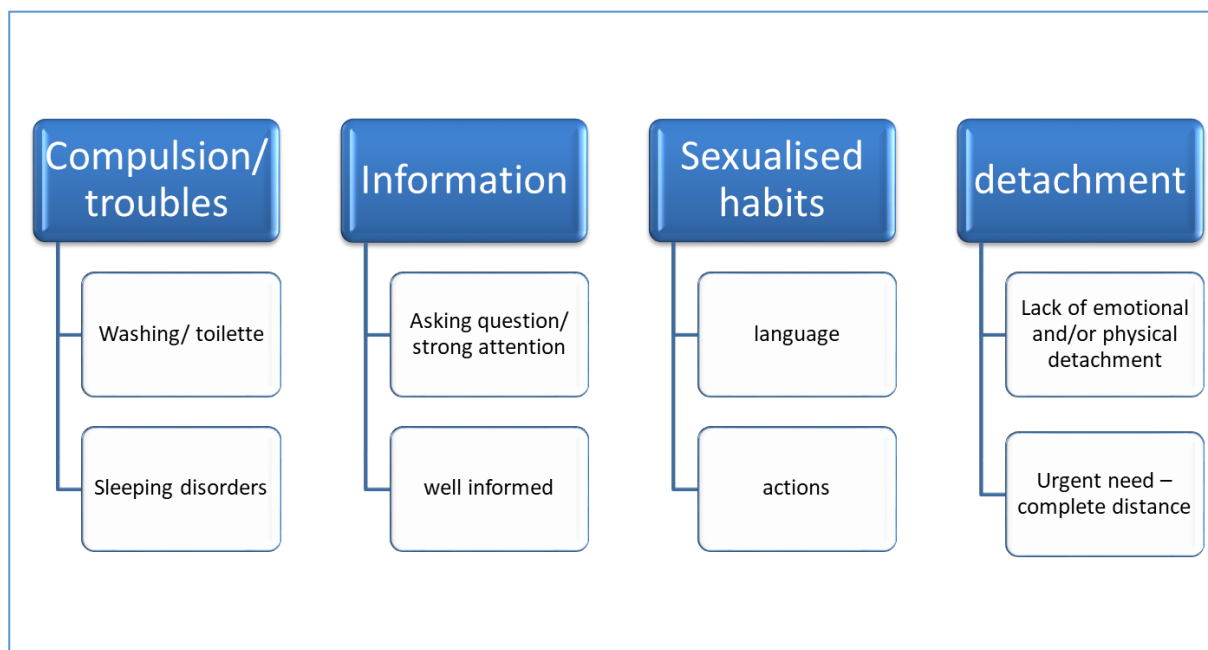 Compulsion/
troubles
Washing/ toilette
Sleeping disorders
Information
Asking question/
strong attention
well informed
Sexualised
habits
language
actions
detachment
Lack of emotional
and/or physical
detachment
Urgent need –
complete distance